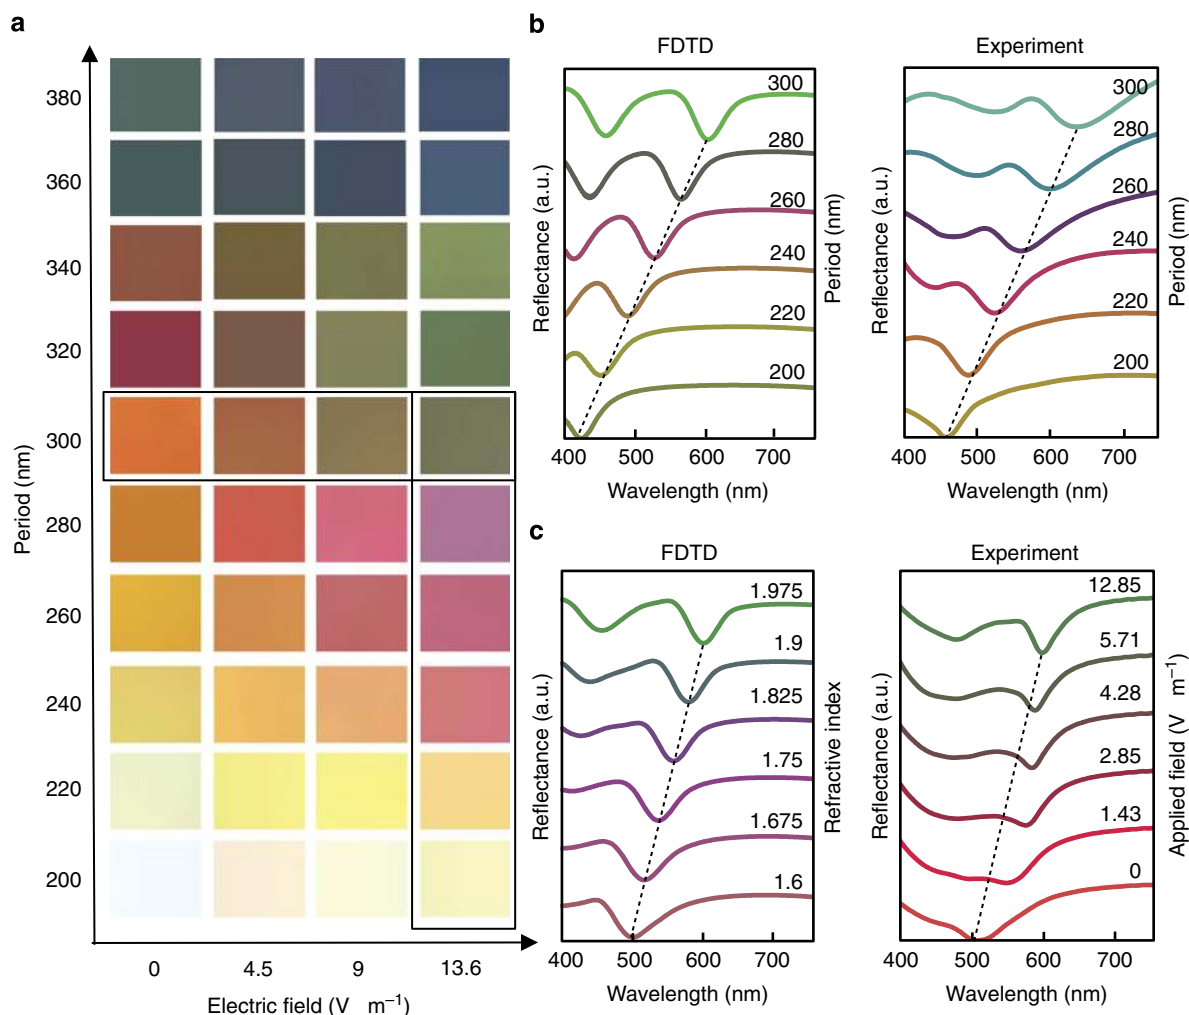 a
Period (nm)
380
360
340
320
300
280
260
240
220
200
0 4.5 9 13.6
Electric field (V m⁻¹)
b
FDTD
Reflectance (a.u.)
300
280
260
240
220
200
Period (nm)
400 500 600 700
Wavelength (nm)
Experiment
Reflectance (a.u.)
300
280
260
240
220
200
Period (nm)
400 500 600 700
Wavelength (nm)
c
FDTD
Reflectance (a.u.)
1.975
1.9
1.825
1.75
1.675
1.6
Refractive index
400 500 600 700
Wavelength (nm)
Experiment
Reflectance (a.u.)
12.85
5.71
4.28
2.85
1.43
0
Applied field (V m⁻¹)
400 500 600 700
Wavelength (nm)